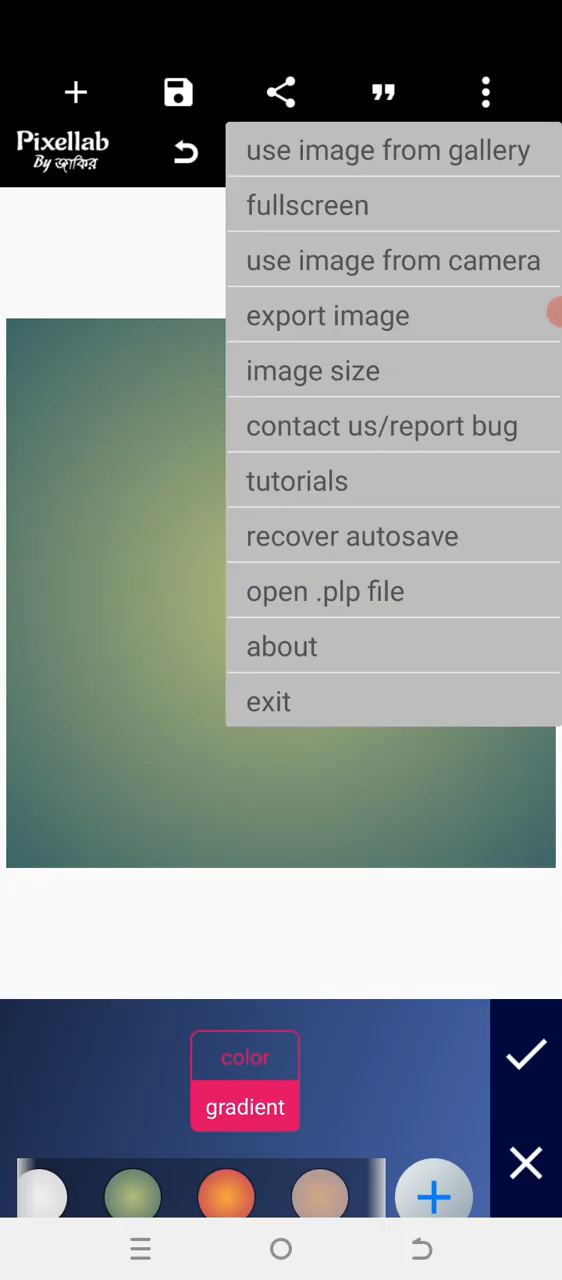 Pixellab
By জাকির
use image from gallery
fullscreen
use image from camera
export image
image size
contact us/report bug
tutorials
recover autosave
open .plp file
about
exit
color
gradient